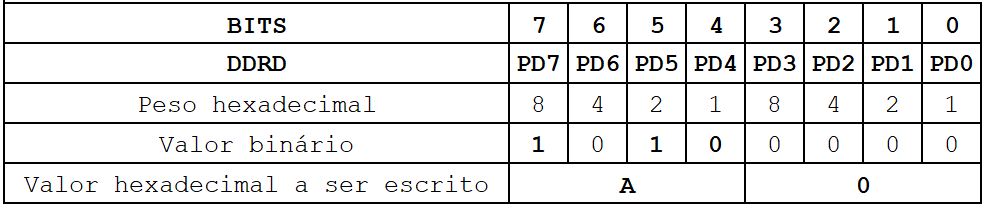 BITS 7 6 5 4 3 2 1 0
DDRD PD7 PD6 PD5 PD4 PD3 PD2 PD1 PD0
Peso hexadecimal 8 4 2 1 8 4 2 1
Valor binário 1 0 1 0 0 0 0 0
Valor hexadecimal a ser escrito A 0